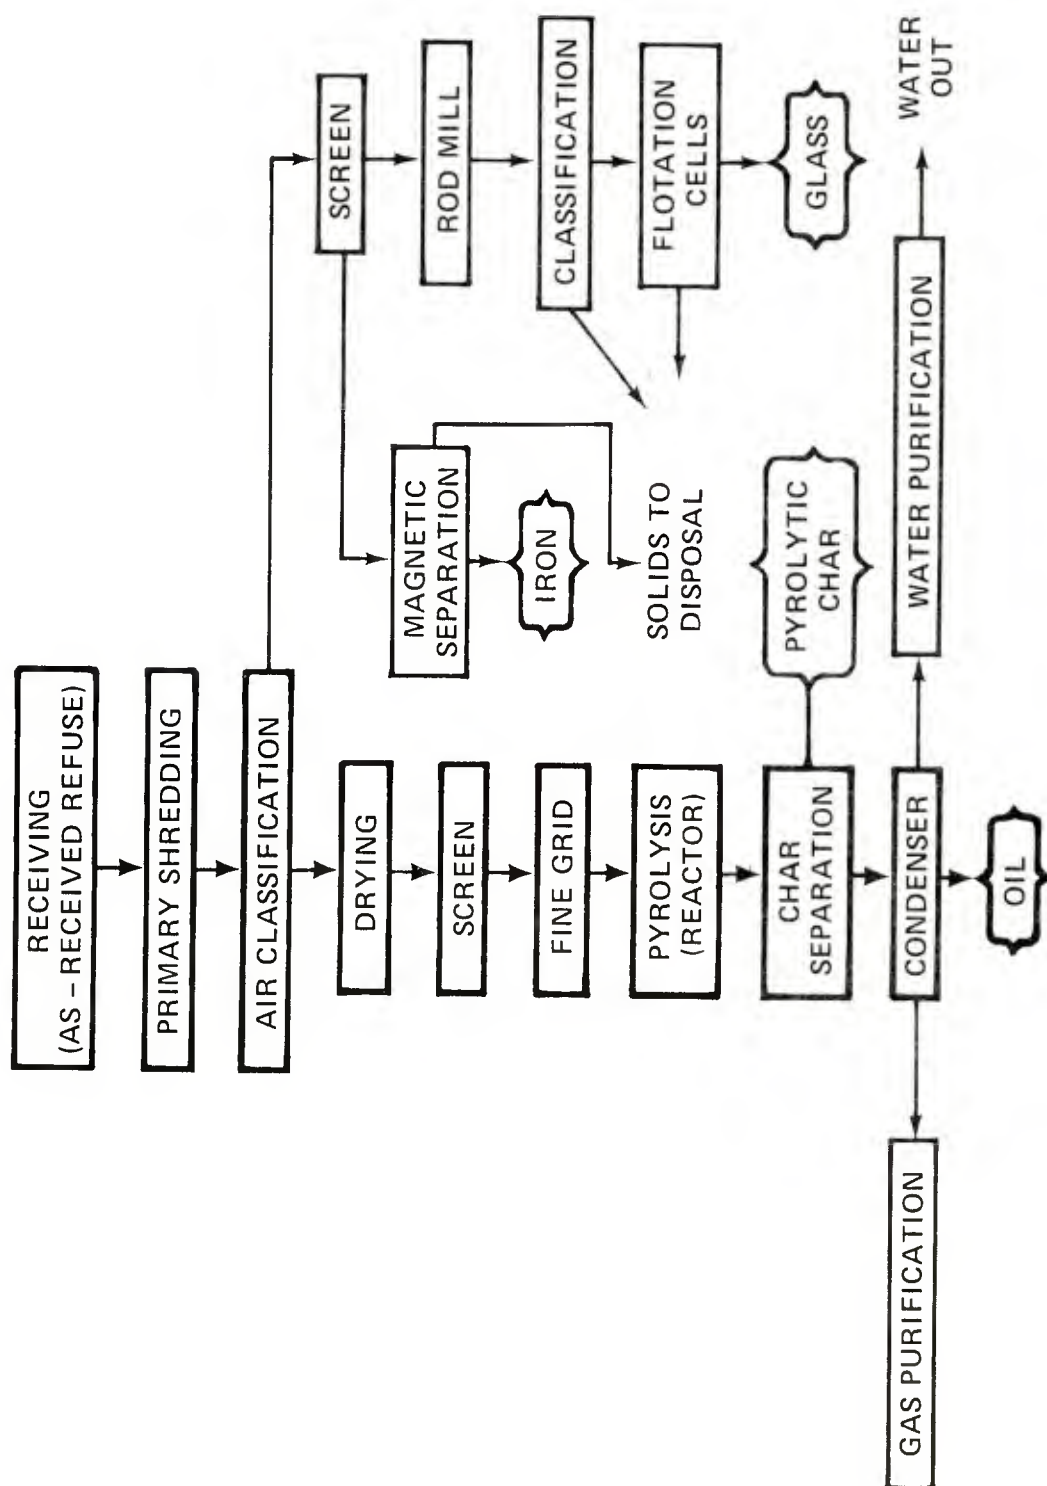 RECEIVING
(AS – RECEIVED REFUSE)
PRIMARY SHREDDING
AIR CLASSIFICATION
DRYING
SCREEN
FINE GRID
PYROLYSIS
(REACTOR)
CHAR
SEPARATION
PYROLYTIC
CHAR
CONDENSER
OIL
GAS PURIFICATION
WATER PURIFICATION
WATER
OUT
SCREEN
MAGNETIC
SEPARATION
IRON
SOLIDS TO
DISPOSAL
ROD MILL
CLASSIFICATION
FLOTATION
CELLS
GLASS